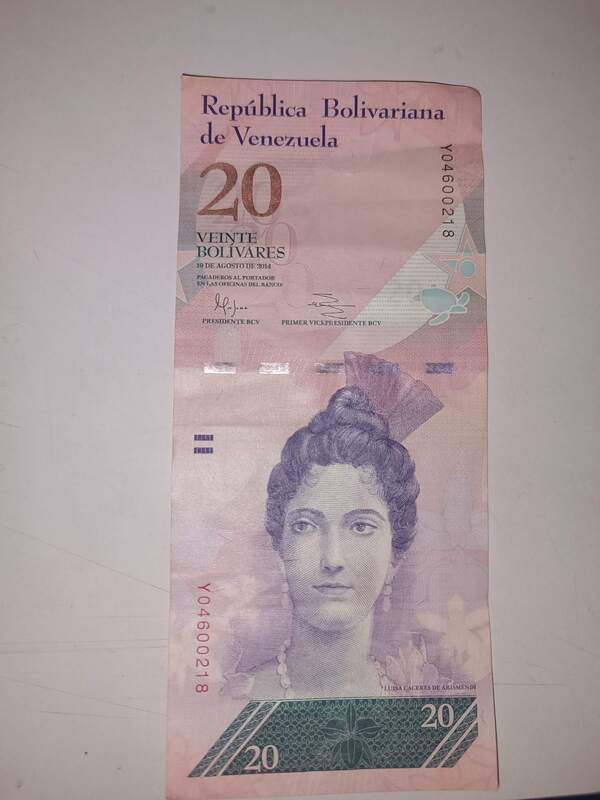 República Bolivariana
de Venezuela
Y04600218
20
VEINTE
BOLÍVARES
19 DE AGOSTO DE 2014
PAGADEROS AL PORTADOR
EN LAS OFICINAS DEL BANCO
PRESIDENTE BCV
PRIMER VICEPRESIDENTE BCV
Y04600218
LUISA CÁCERES DE ARISMENDI
20
20